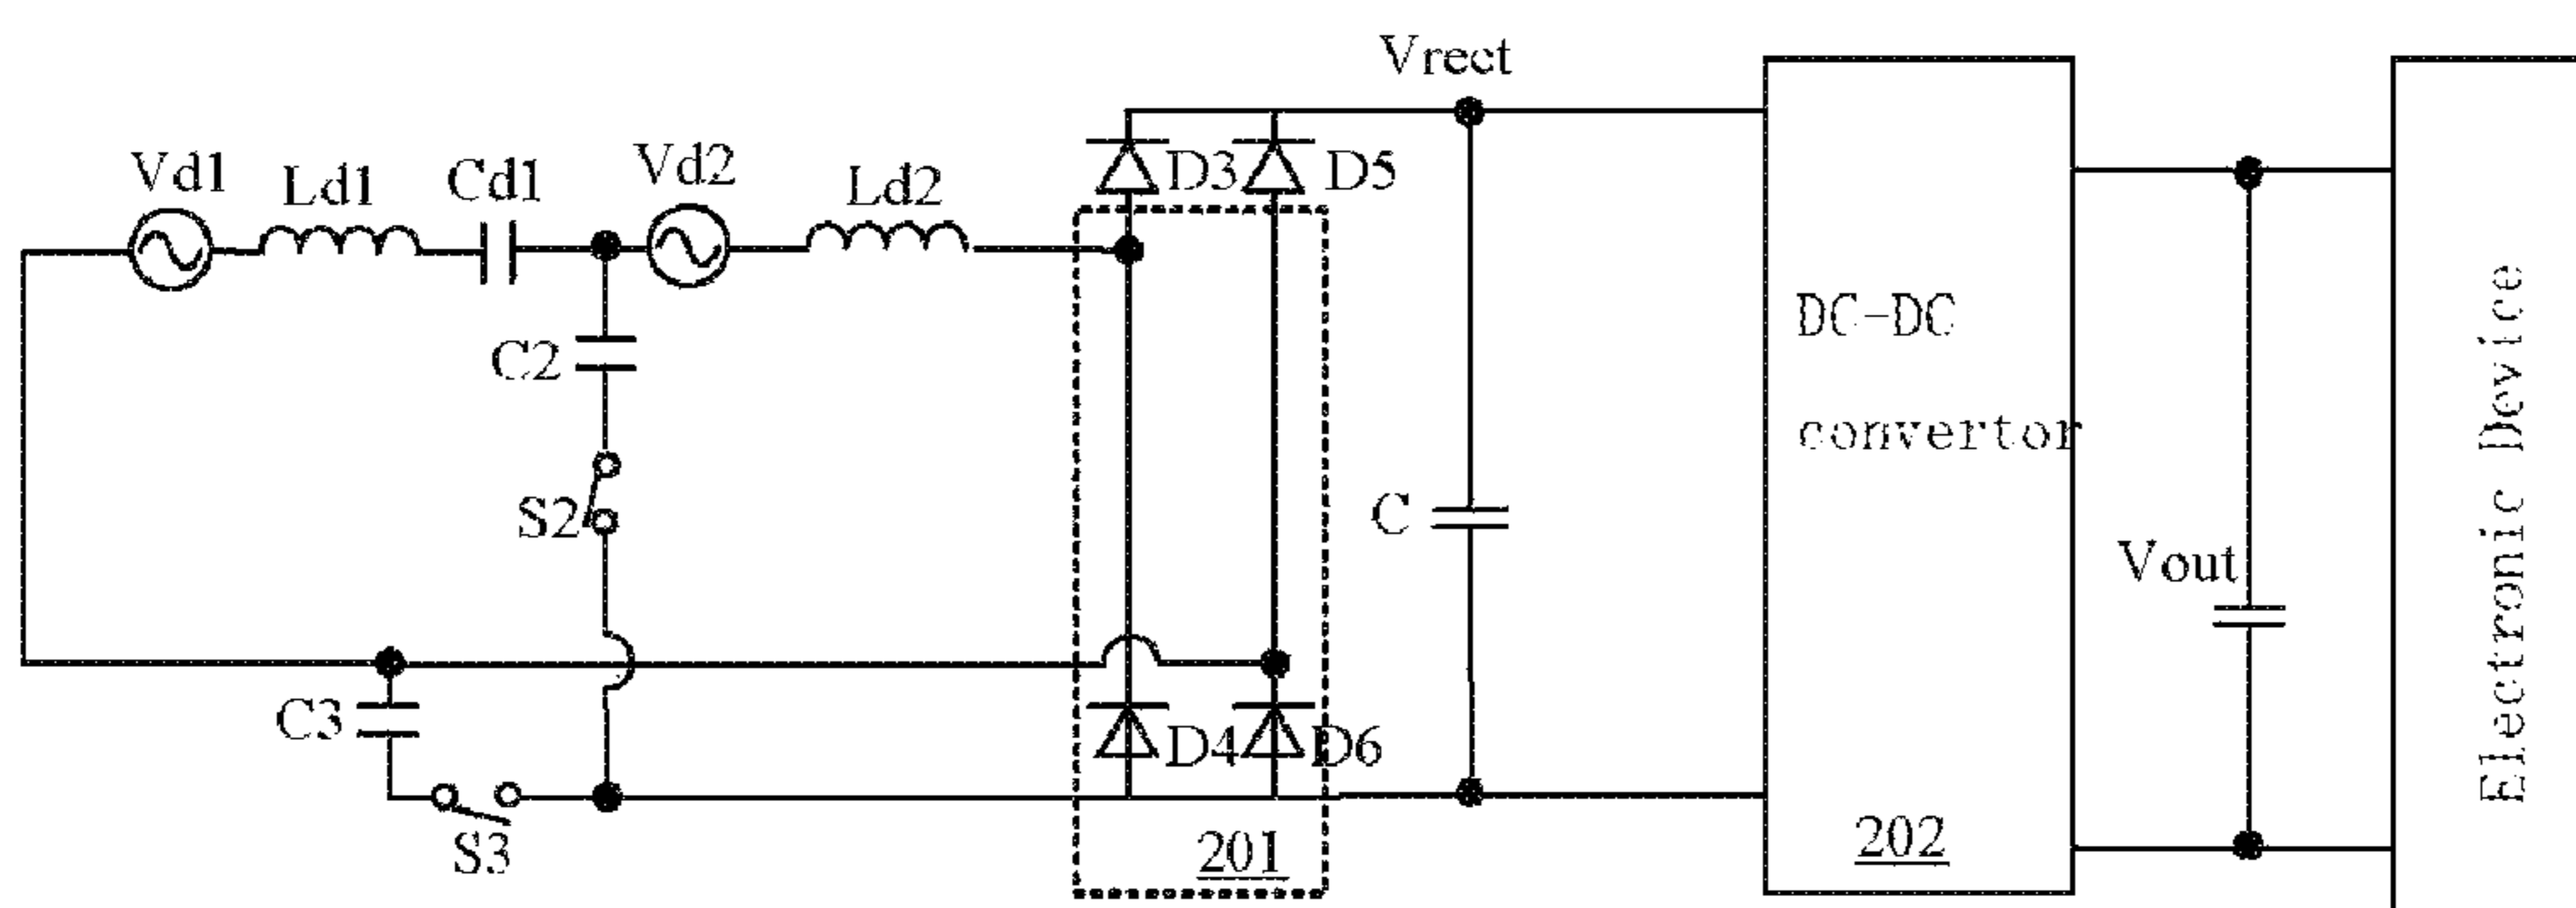 Vrect
Vd1
Ld1
Cd1
Vd2
Ld2
D3
D5
C2
S2
C
DC-DC
convertor
Vout
Electronic Device
C3
S3
D4
D6
201
202